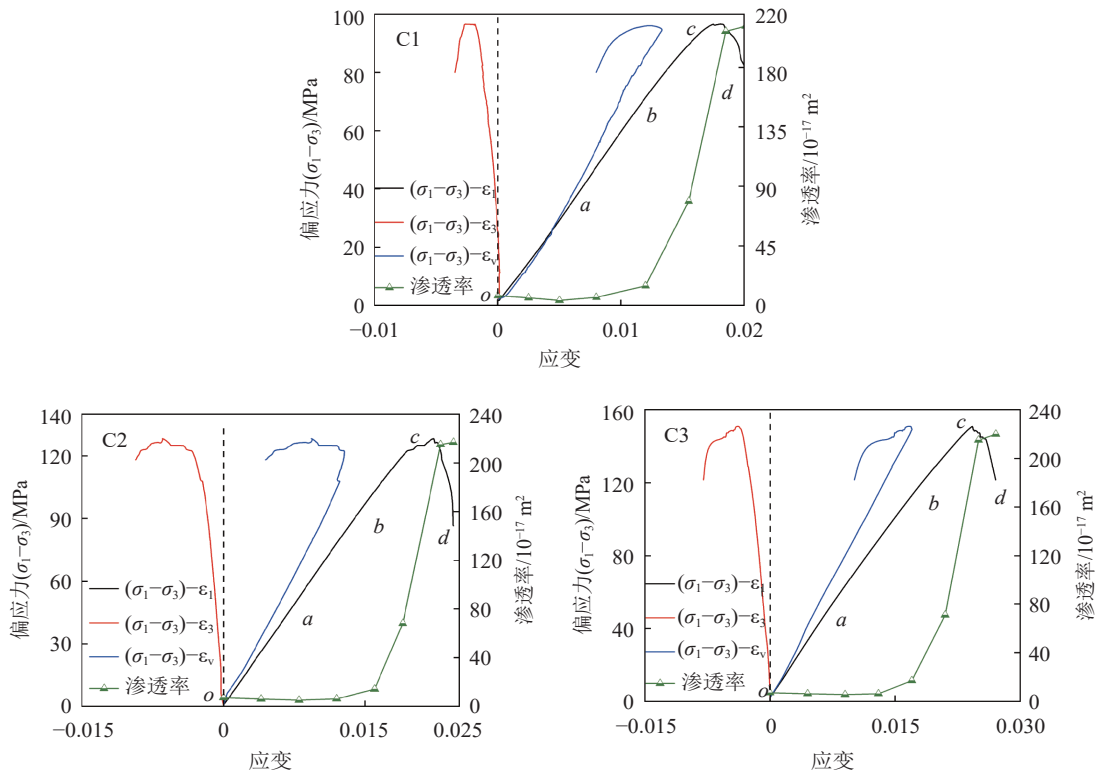 C1
偏应力(σ₁−σ₃)/MPa
100
80
60
40
20
0
(σ₁−σ₃)−ε₁
(σ₁−σ₃)−ε₃
(σ₁−σ₃)−εᵥ
渗透率
o
a
b
c
d
220
180
135
90
45
0
渗透率/10⁻¹⁷ m²
−0.01
0
0.01
0.02
应变
C2
偏应力(σ₁−σ₃)/MPa
140
120
90
60
30
0
(σ₁−σ₃)−ε₁
(σ₁−σ₃)−ε₃
(σ₁−σ₃)−εᵥ
渗透率
o
a
b
c
d
240
200
160
120
80
40
0
渗透率/10⁻¹⁷ m²
−0.015
0
0.015
0.025
应变
C3
偏应力(σ₁−σ₃)/MPa
160
120
80
40
0
(σ₁−σ₃)−ε₁
(σ₁−σ₃)−ε₃
(σ₁−σ₃)−εᵥ
渗透率
o
a
b
c
d
240
200
160
120
80
40
0
渗透率/10⁻¹⁷ m²
−0.015
0
0.015
0.030
应变